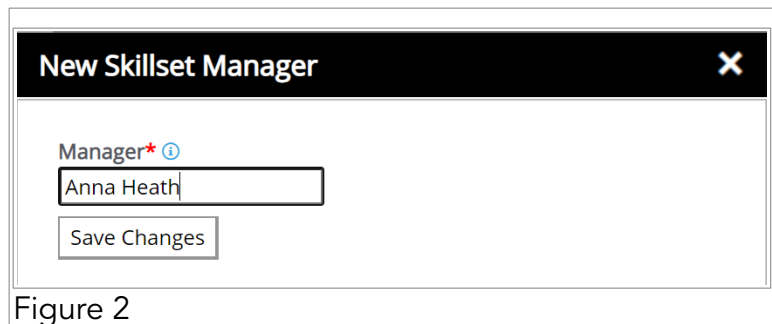 New Skillset Manager
Manager*
Anna Heath
Save Changes
Figure 2